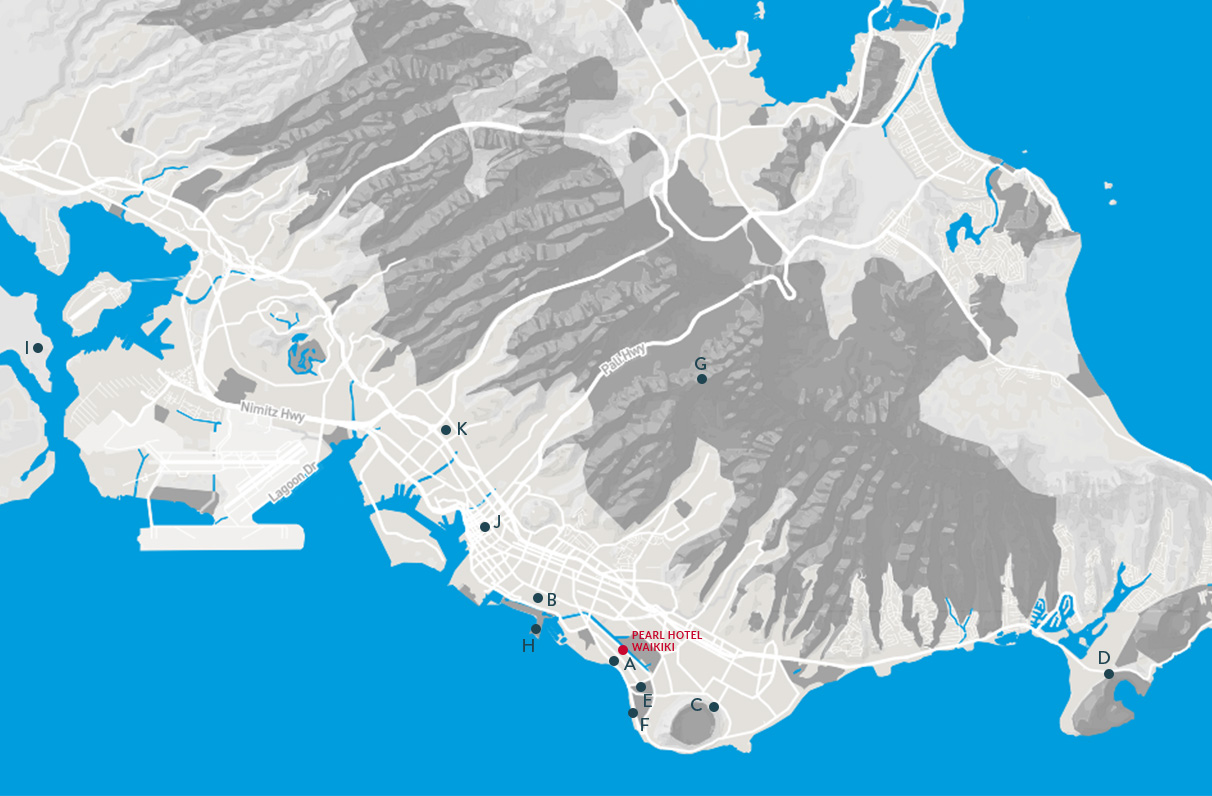 I
G
Pali Hwy
Nimitz Hwy
K
Lagoon Dr
J
B
H
PEARL HOTEL
WAIKIKI
A
D
E
C
F